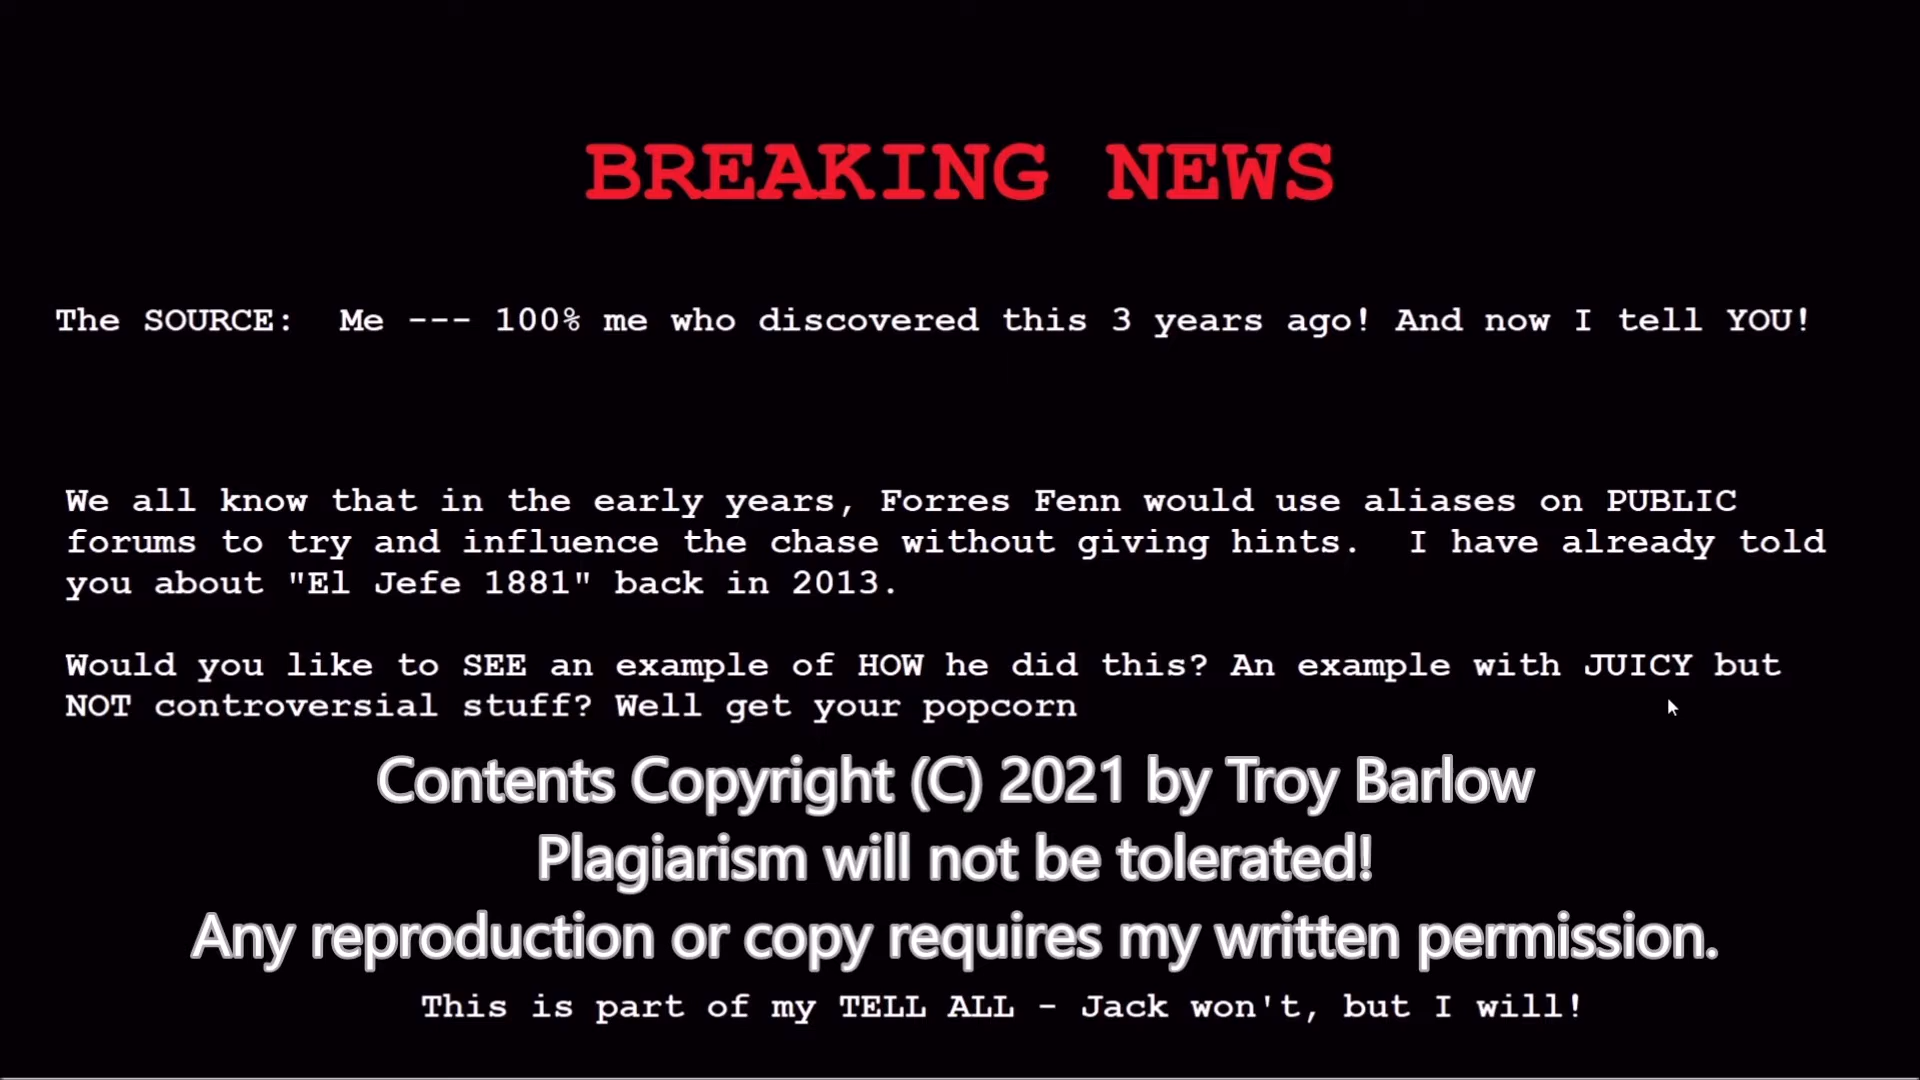 BREAKING NEWS
The SOURCE:  Me --- 100% me who discovered this 3 years ago! And now I tell YOU!
We all know that in the early years, Forres Fenn would use aliases on PUBLIC
forums to try and influence the chase without giving hints.  I have already told
you about "El Jefe 1881" back in 2013.
Would you like to SEE an example of HOW he did this? An example with JUICY but
NOT controversial stuff? Well get your popcorn
Contents Copyright (C) 2021 by Troy Barlow
Plagiarism will not be tolerated!
Any reproduction or copy requires my written permission.
This is part of my TELL ALL - Jack won't, but I will!